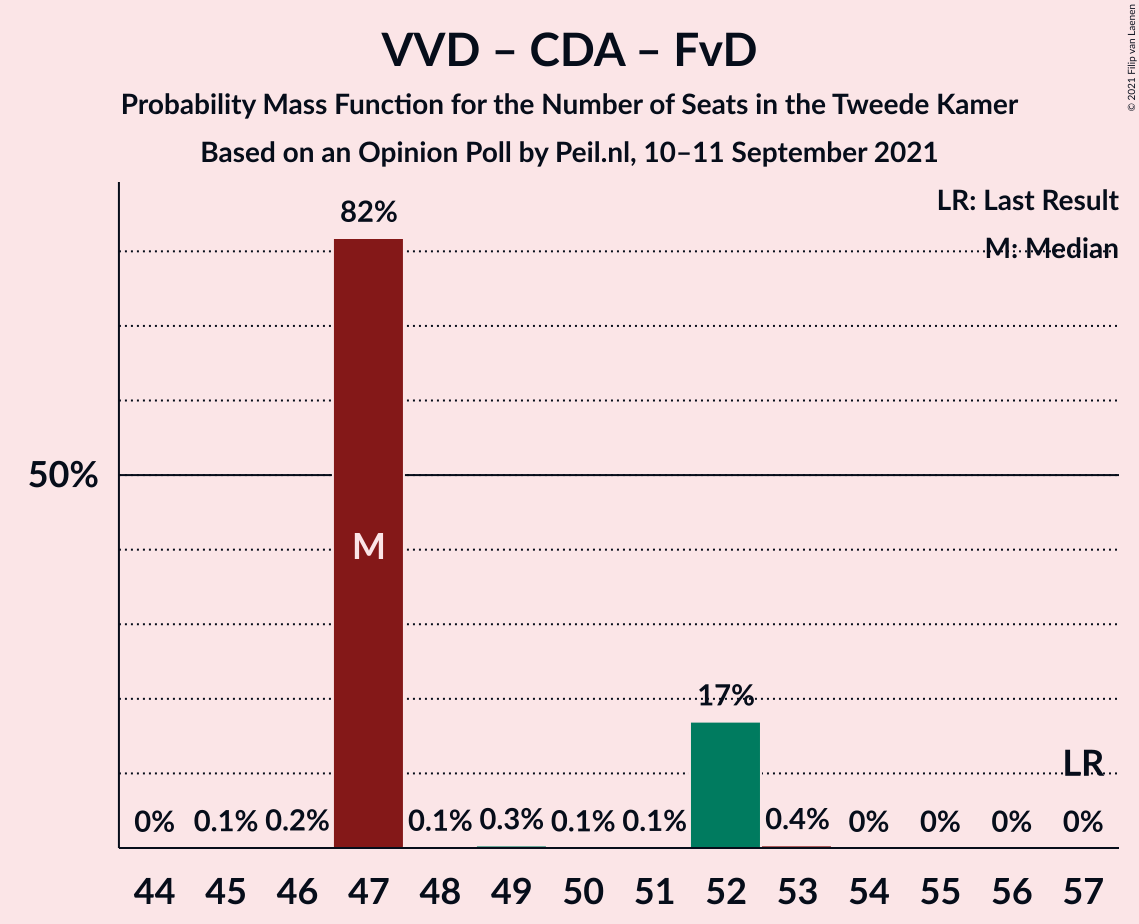 VVD – CDA – FvD
Probability Mass Function for the Number of Seats in the Tweede Kamer
Based on an Opinion Poll by Peil.nl, 10–11 September 2021
© 2021 Filip van Laenen
LR: Last Result
M: Median
50%
82%
M
17%
LR
0% 0.1% 0.2% 0.1% 0.3% 0.1% 0.1% 0.4% 0% 0% 0% 0%
44 45 46 47 48 49 50 51 52 53 54 55 56 57